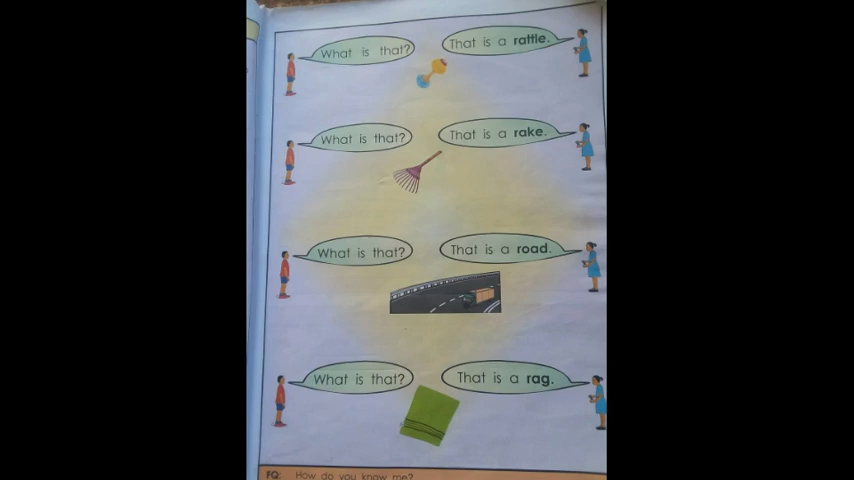 What is that? That is a rattle.
What is that? That is a rake.
What is that? That is a road.
What is that? That is a rag.
FQ: How do you know me?